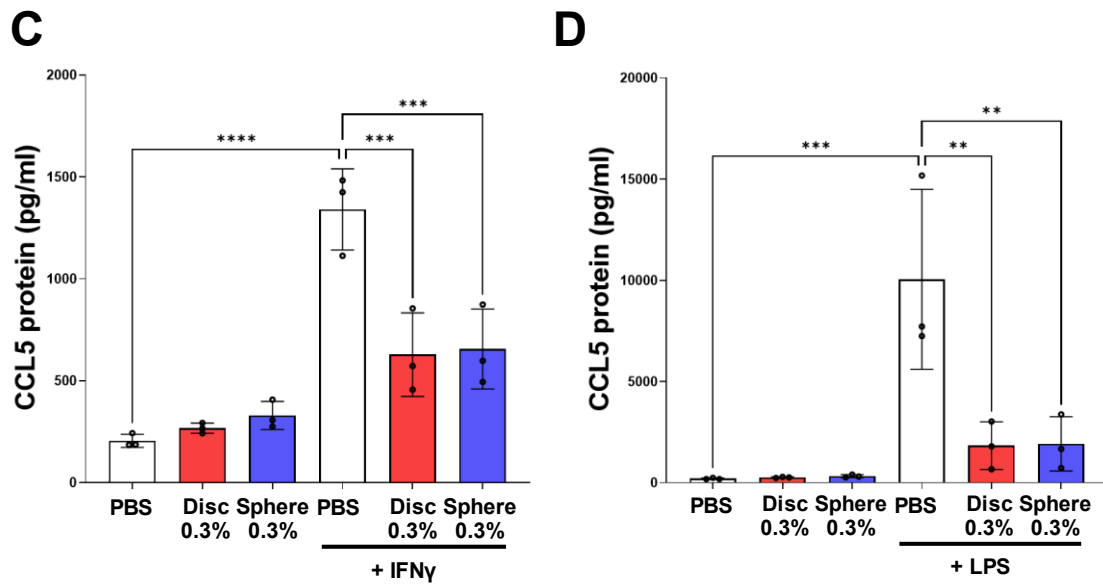 C
CCL5 protein (pg/ml)
2000
1500
1000
500
0
****
***
***
PBS Disc Sphere PBS Disc Sphere
0.3% 0.3% 0.3% 0.3%
+ IFNγ
D
CCL5 protein (pg/ml)
20000
15000
10000
5000
0
***
**
**
PBS Disc Sphere PBS Disc Sphere
0.3% 0.3% 0.3% 0.3%
+ LPS